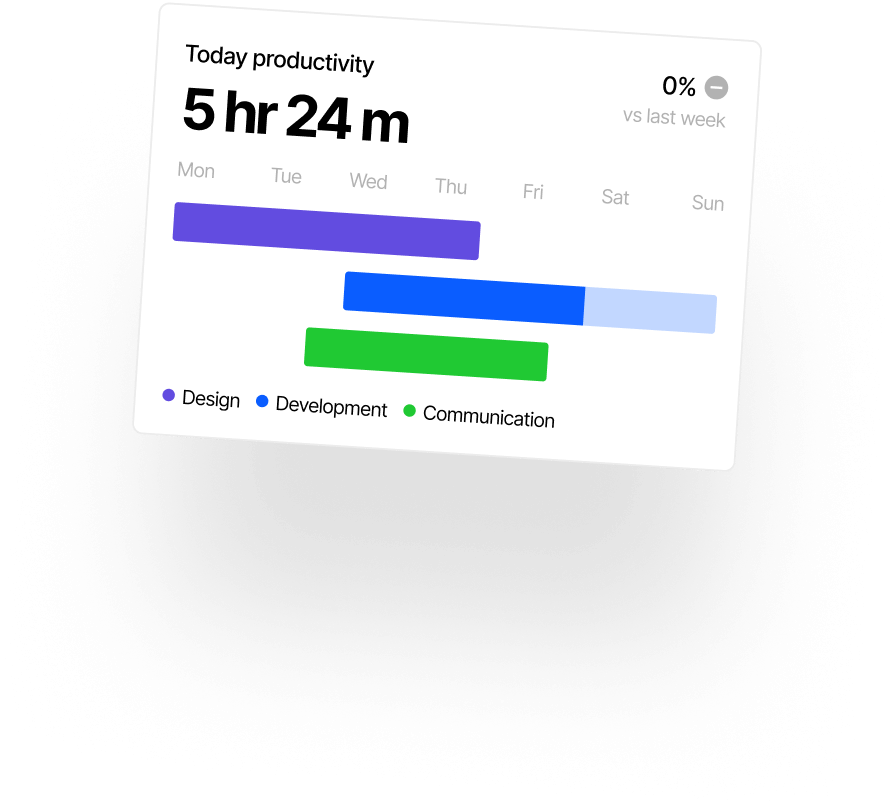 Today productivity
0%
5 hr 24 m
vs last week
Mon Tue Wed Thu Fri Sat Sun
Design Development Communication